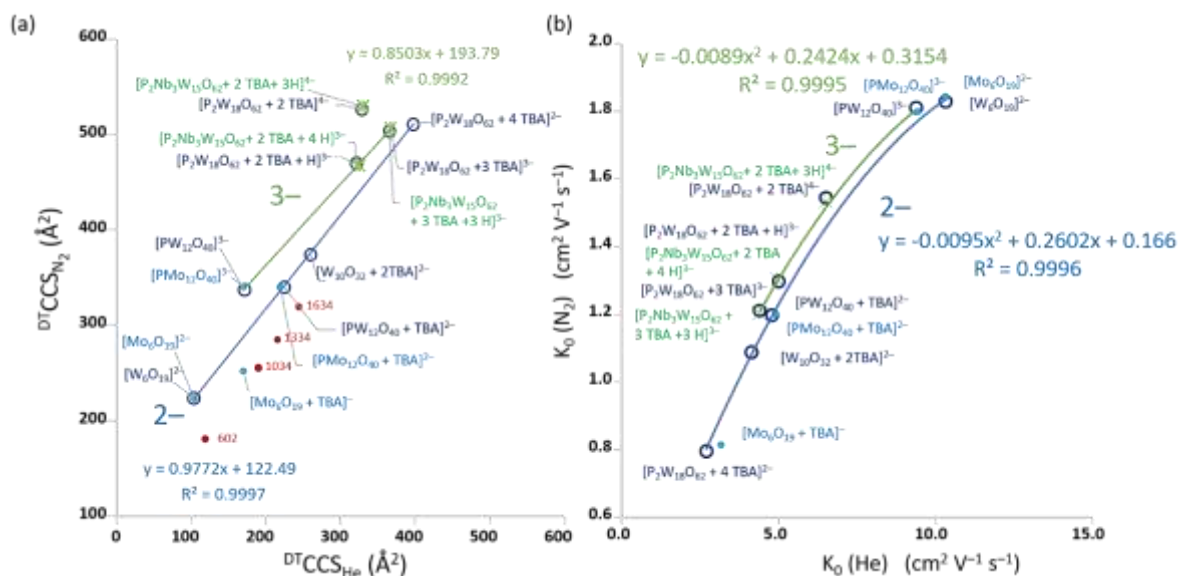 (a)
600
500
400
300
200
100
0
100
200
300
400
500
600
ᴰᵀCCS_N₂ (Å²)
ᴰᵀCCS_He (Å²)
y = 0.8503x + 193.79
R² = 0.9992
[P₂Nb₃W₁₅O₆₂+ 2 TBA+ 3H]⁴⁻
[P₂W₁₈O₆₂ + 2 TBA]⁴⁻
[P₂Nb₃W₁₅O₆₂+ 2 TBA + 4 H]³⁻
[P₂W₁₈O₆₂ + 2 TBA + H]³⁻
3–
[P₂W₁₈O₆₂ + 4 TBA]²⁻
[P₂W₁₈O₆₂ +3 TBA]³⁻
[P₂Nb₃W₁₅O₆₂
+ 3 TBA +3 H]³⁻
[PW₁₂O₄₀]³⁻
[PMo₁₂O₄₀]³⁻
[W₁₀O₃₂ + 2TBA]²⁻
1634
[PW₁₂O₄₀ + TBA]²⁻
1334
[PMo₁₂O₄₀ + TBA]²⁻
1034
[Mo₆O₁₉]²⁻
[W₆O₁₉]²⁻
[Mo₆O₁₉ + TBA]⁻
2–
602
y = 0.9772x + 122.49
R² = 0.9997
(b)
2.0
1.8
1.6
1.4
1.2
1.0
0.8
0.6
0.0
5.0
10.0
15.0
K₀ (N₂) (cm² V⁻¹ s⁻¹)
K₀ (He) (cm² V⁻¹ s⁻¹)
y = -0.0089x² + 0.2424x + 0.3154
R² = 0.9995
[PMo₁₂O₄₀]³⁻
[PW₁₂O₄₀]³⁻
[Mo₆O₁₉]²⁻
[W₆O₁₉]²⁻
3–
[P₂Nb₃W₁₅O₆₂+ 2 TBA+ 3H]⁴⁻
[P₂W₁₈O₆₂ + 2 TBA]⁴⁻
2–
y = -0.0095x² + 0.2602x + 0.166
R² = 0.9996
[P₂W₁₈O₆₂ + 2 TBA + H]³⁻
[P₂Nb₃W₁₅O₆₂+ 2 TBA
+ 4 H]³⁻
[P₂W₁₈O₆₂ +3 TBA]³⁻
[P₂Nb₃W₁₅O₆₂ +
3 TBA +3 H]³⁻
[PW₁₂O₄₀ + TBA]²⁻
[PMo₁₂O₄₀ + TBA]²⁻
[W₁₀O₃₂ + 2TBA]²⁻
[Mo₆O₁₉ + TBA]⁻
[P₂W₁₈O₆₂ + 4 TBA]²⁻